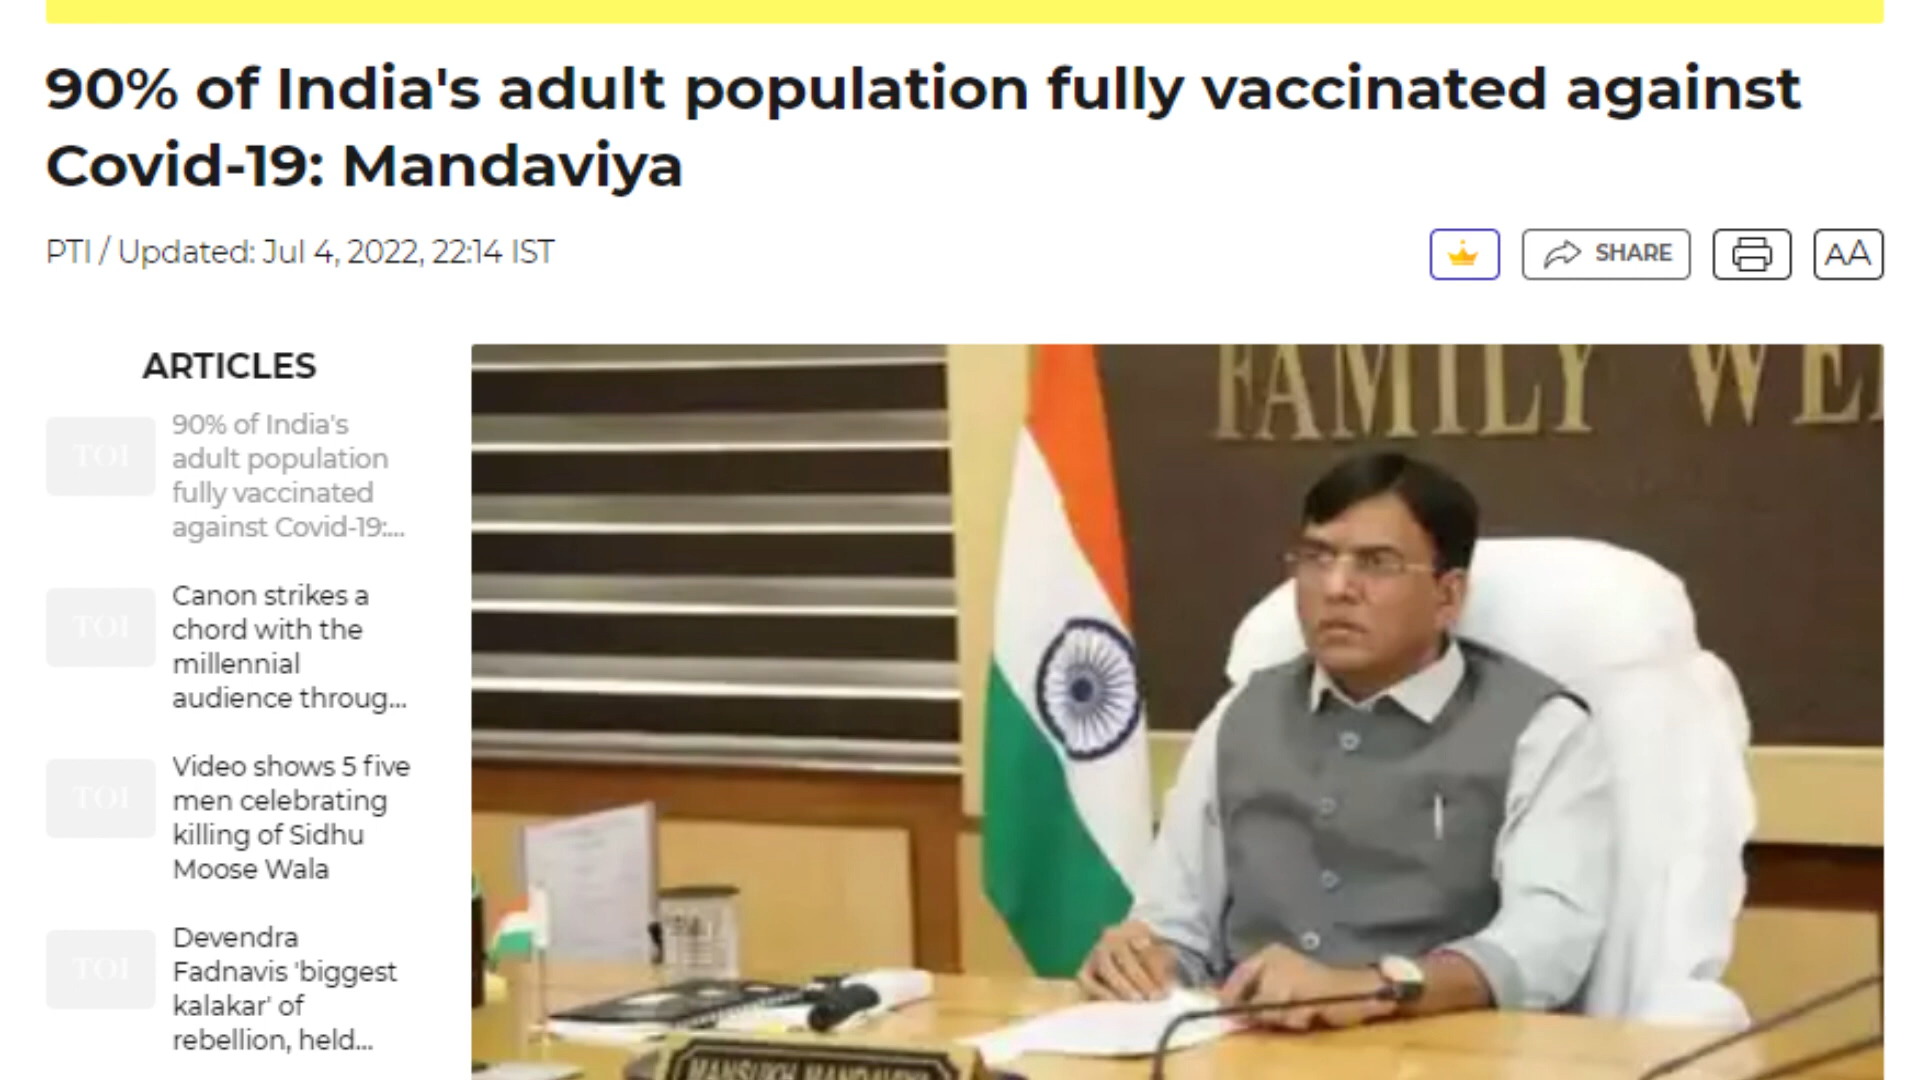 90% of India's adult population fully vaccinated against
Covid-19: Mandaviya
PTI / Updated: Jul 4, 2022, 22:14 IST
SHARE
AA
ARTICLES
TOI
90% of India's
adult population
fully vaccinated
against Covid-19:...
TOI
Canon strikes a
chord with the
millennial
audience throug...
TOI
Video shows 5 five
men celebrating
killing of Sidhu
Moose Wala
TOI
Devendra
Fadnavis 'biggest
kalakar' of
rebellion, held...
FAMILY WEL
MANSUKH MANDAVIYA